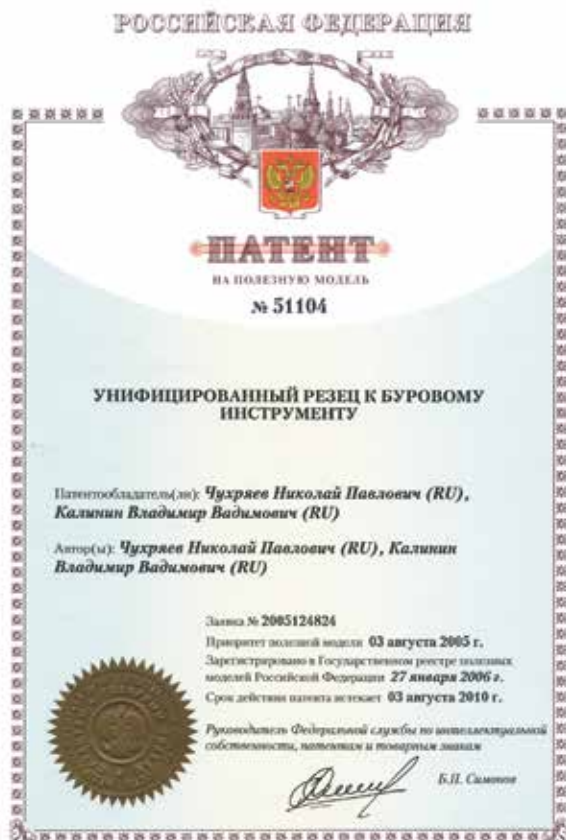 РОССИЙСКАЯ ФЕДЕРАЦИЯ
ПАТЕНТ
НА ПОЛЕЗНУЮ МОДЕЛЬ
№ 51104
УНИФИЦИРОВАННЫЙ РЕЗЕЦ К БУРОВОМУ
ИНСТРУМЕНТУ
Патентообладатель(ли): Чухряев Николай Павлович (RU),
Калинин Владимир Вадимович (RU)
Автор(ы): Чухряев Николай Павлович (RU), Калинин
Владимир Вадимович (RU)
Заявка № 2005124824
Приоритет полезной модели 03 августа 2005 г.
Зарегистрировано в Государственном реестре полезных
моделей Российской Федерации 27 января 2006 г.
Срок действия патента истекает 03 августа 2010 г.
Руководитель Федеральной службы по интеллектуальной
собственности, патентам и товарным знакам
Б.П. Симонов